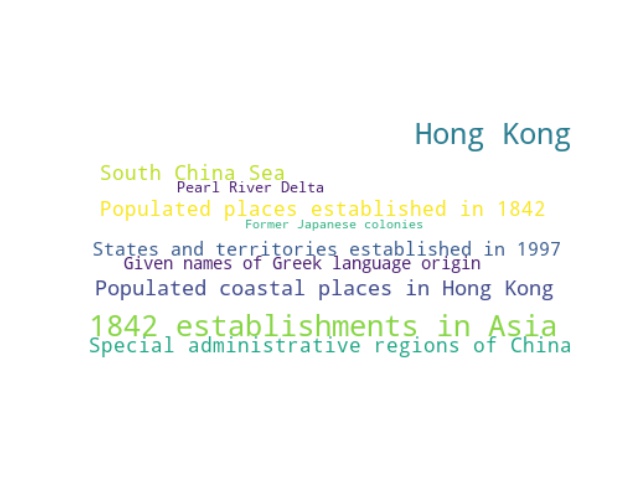 Hong Kong
South China Sea
Pearl River Delta
Populated places established in 1842
Former Japanese colonies
States and territories established in 1997
Given names of Greek language origin
Populated coastal places in Hong Kong
1842 establishments in Asia
Special administrative regions of China